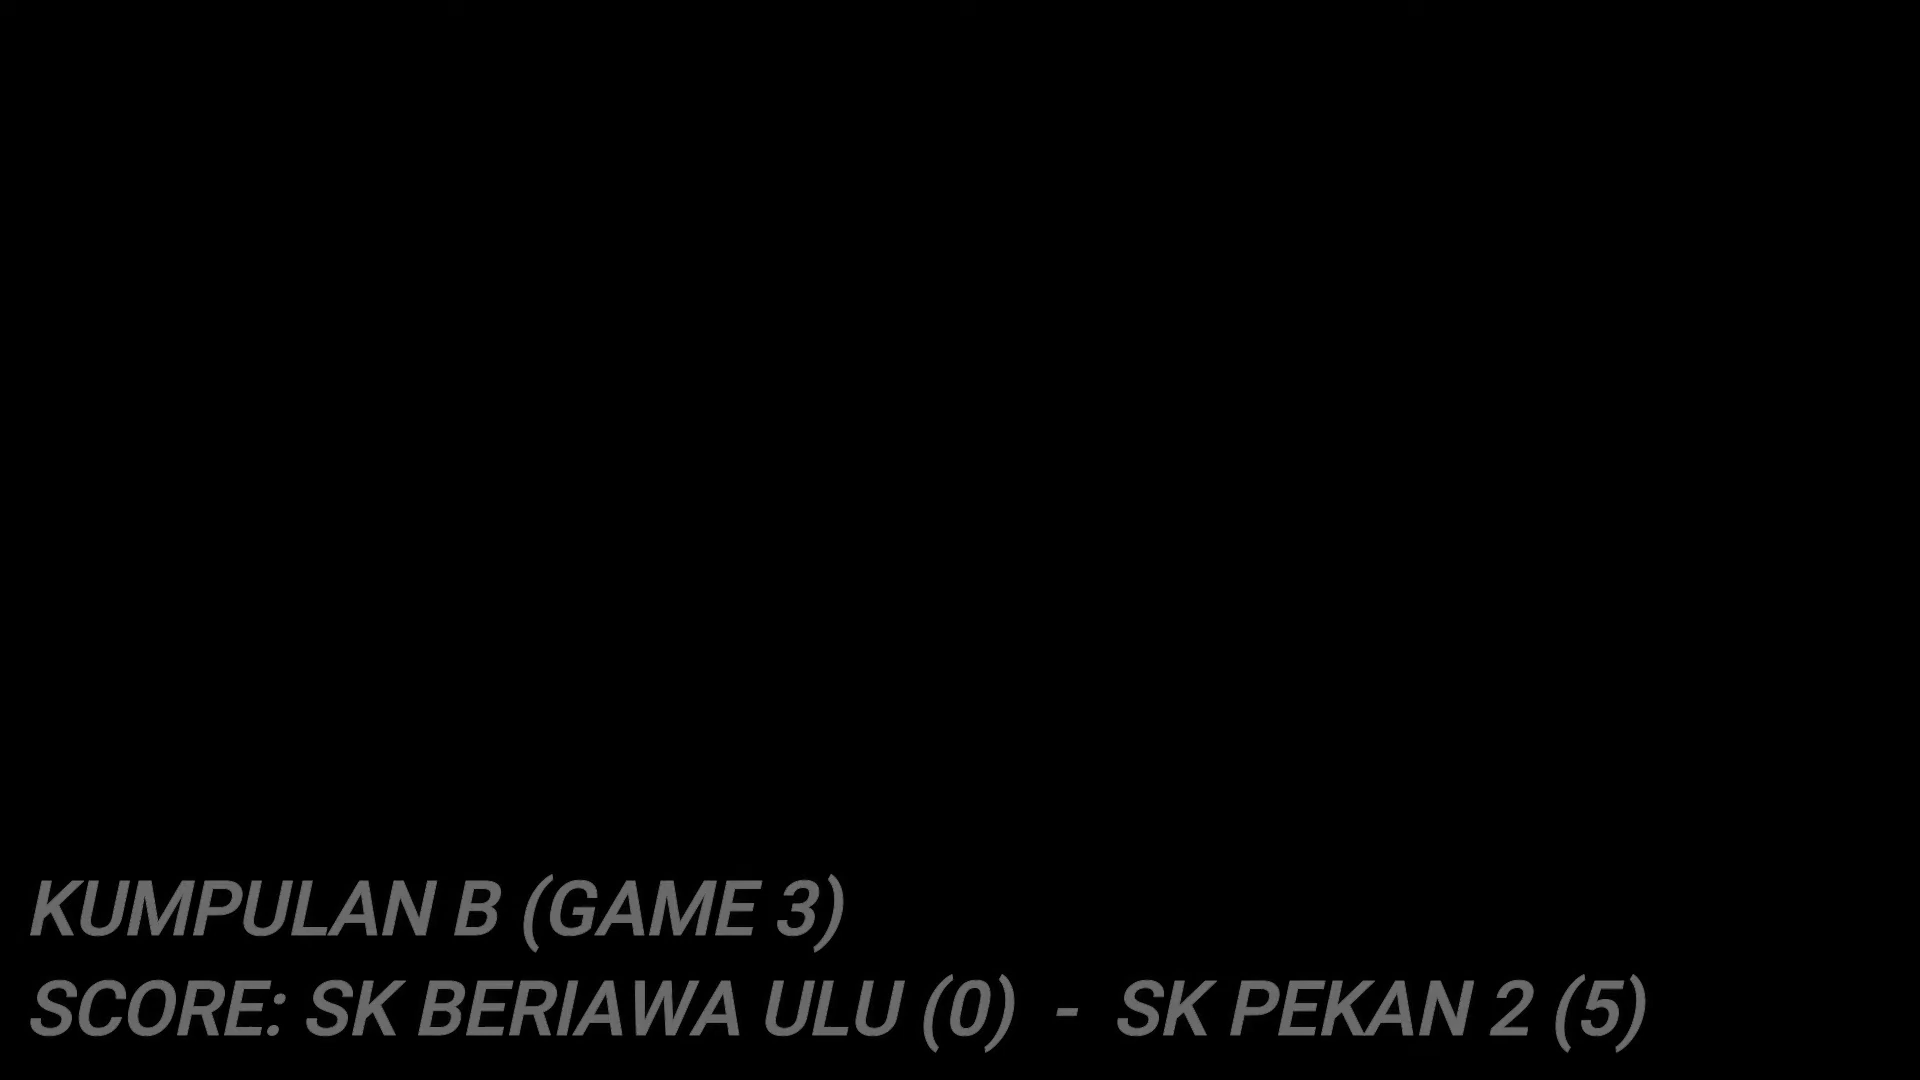 KUMPULAN B (GAME 3)
SCORE: SK BERIAWA ULU (0) - SK PEKAN 2 (5)